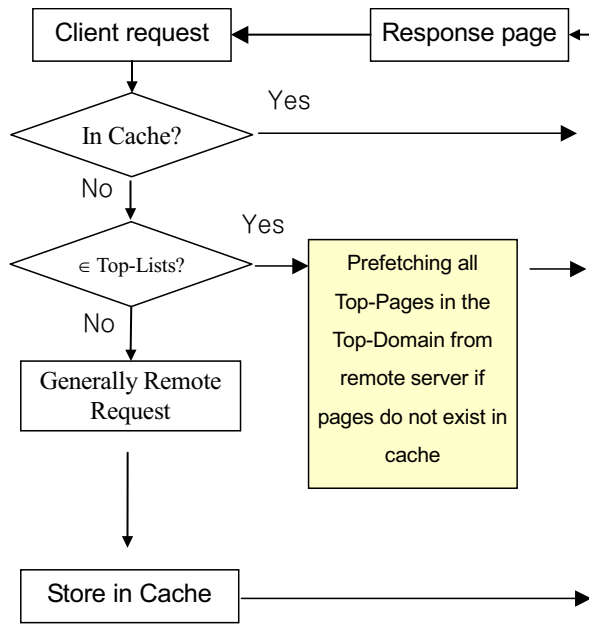 Client request
Response page
Yes
In Cache?
No
Yes
∈ Top-Lists?
Prefetching all
Top-Pages in the
Top-Domain from
remote server if
pages do not exist in
cache
No
Generally Remote
Request
Store in Cache